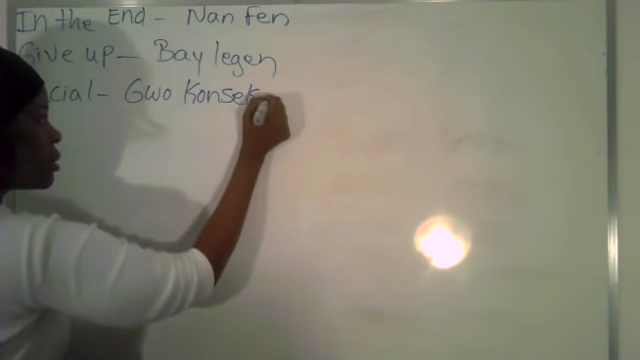 In the End - Nan Fen
Give up - Bay legen
cial - Gwo Konsek